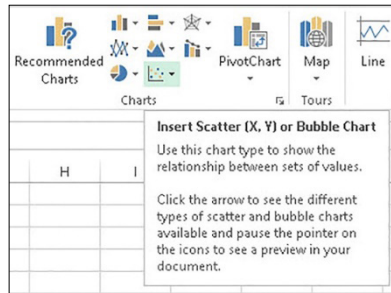 Recommended
Charts
PivotChart
Map
Line
Charts
Tours
Insert Scatter (X, Y) or Bubble Chart
Use this chart type to show the
relationship between sets of values.
Click the arrow to see the different
types of scatter and bubble charts
available and pause the pointer on
the icons to see a preview in your
document.
H
I